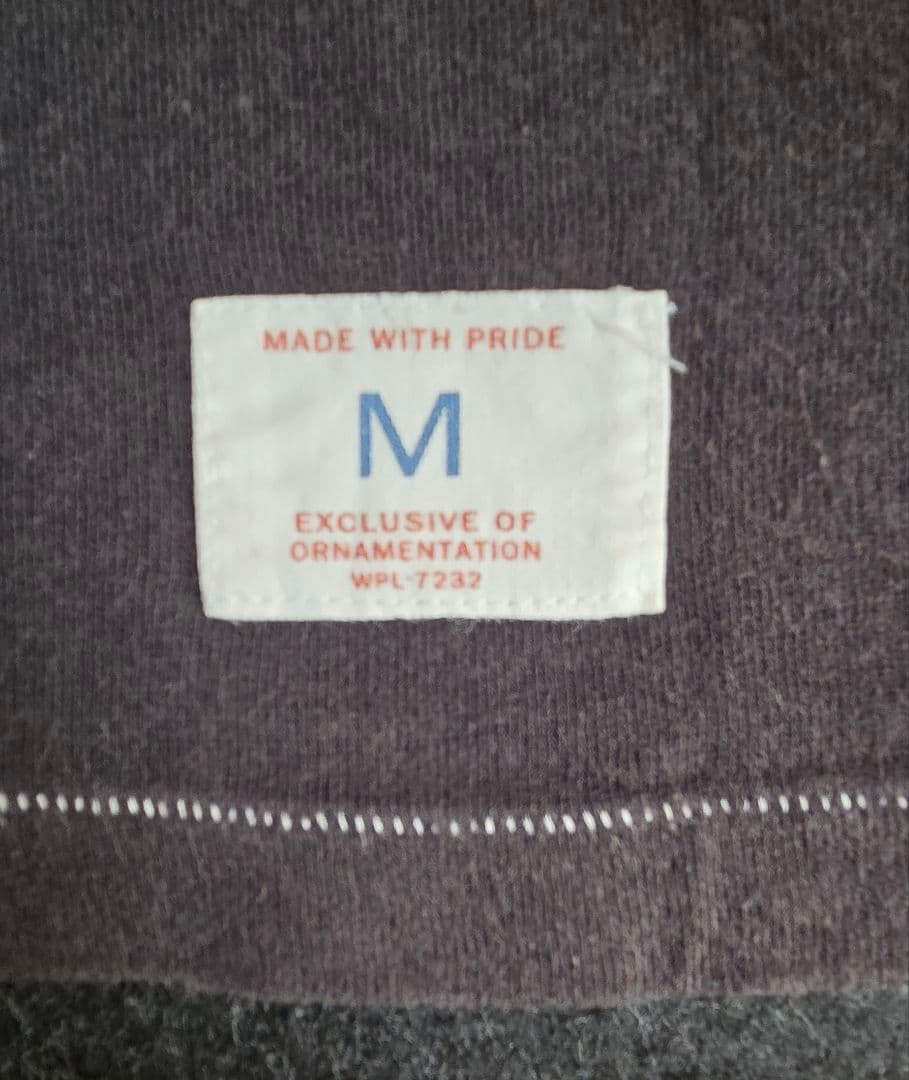 MADE WITH PRIDE
M
EXCLUSIVE OF
ORNAMENTATION
WPL-7232